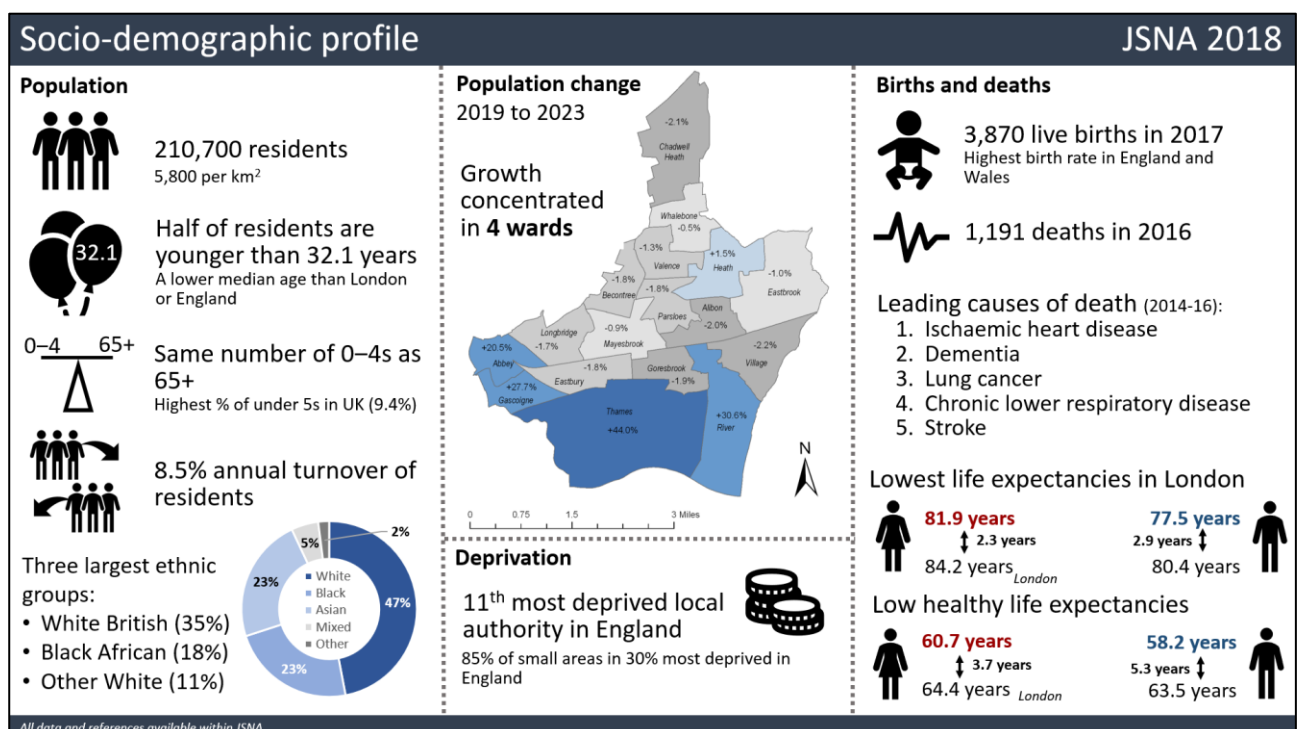 Socio-demographic profile
JSNA 2018
Population
210,700 residents
5,800 per km²
32.1
Half of residents are
younger than 32.1 years
A lower median age than London
or England
0–4 65+
Same number of 0–4s as
65+
Highest % of under 5s in UK (9.4%)
8.5% annual turnover of
residents
Three largest ethnic
groups:
• White British (35%)
• Black African (18%)
• Other White (11%)
5%
2%
23%
47%
23%
White
Black
Asian
Mixed
Other
Population change
2019 to 2023
Growth
concentrated
in 4 wards
-2.1%
Chadwell
Heath
Whalebone
-0.5%
-1.3%
Valence
+1.5%
Heath
-1.0%
Eastbrook
-1.8%
Becontree
-1.8%
Parsloes
Alibon
-2.0%
Longbridge
-1.7%
-0.9%
Mayesbrook
-2.2%
Village
+20.5%
Abbey
-1.8%
Eastbury
Goresbrook
-1.9%
+27.7%
Gascoigne
Thames
+44.0%
+30.6%
River
N
0 0.75 1.5 3 Miles
Deprivation
11th most deprived local
authority in England
85% of small areas in 30% most deprived in
England
Births and deaths
3,870 live births in 2017
Highest birth rate in England and
Wales
1,191 deaths in 2016
Leading causes of death (2014-16):
1. Ischaemic heart disease
2. Dementia
3. Lung cancer
4. Chronic lower respiratory disease
5. Stroke
Lowest life expectancies in London
81.9 years 77.5 years
2.3 years 2.9 years
84.2 years London 80.4 years
Low healthy life expectancies
60.7 years 58.2 years
3.7 years 5.3 years
64.4 years London 63.5 years
All data and references available within JSNA